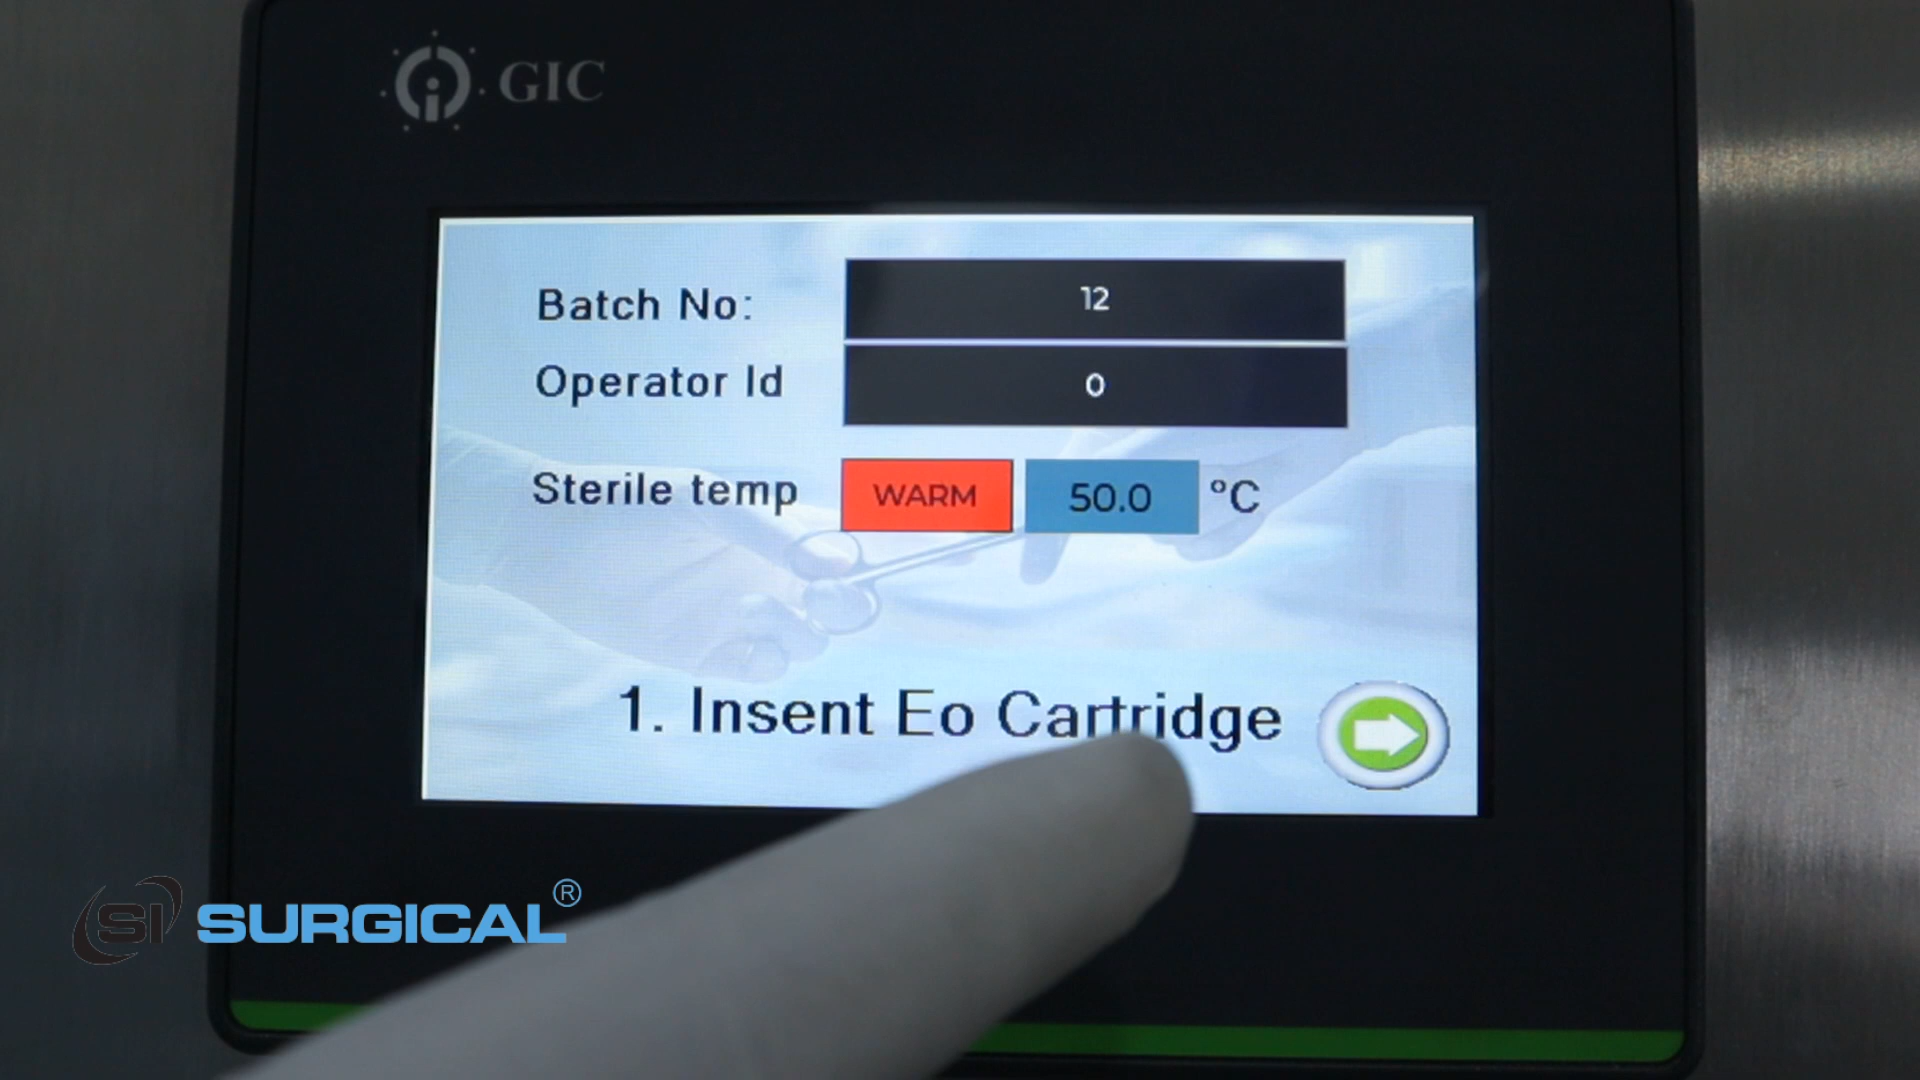 GIC
Batch No: 12
Operator Id 0
Sterile temp WARM 50.0 °C
1. Insent Eo Cartridge
SI SURGICAL®